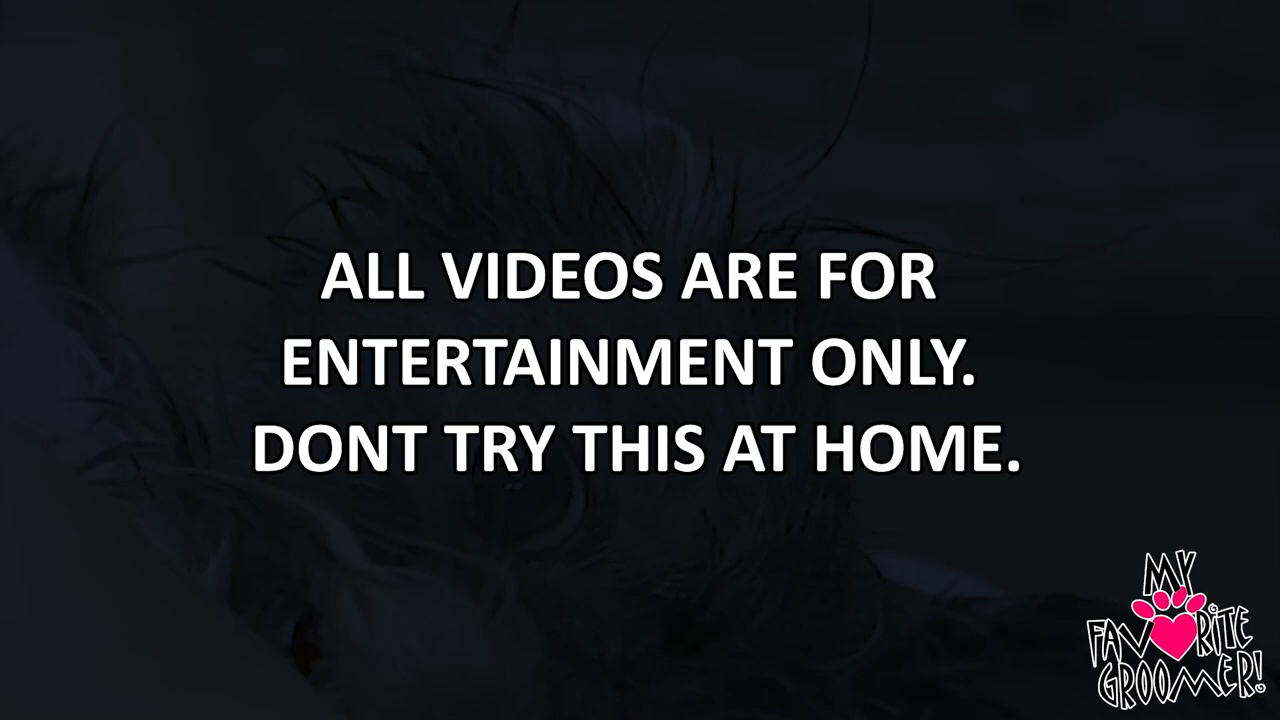 ALL VIDEOS ARE FOR
ENTERTAINMENT ONLY.
DONT TRY THIS AT HOME.
MY
FAVORITE
GROOMER!